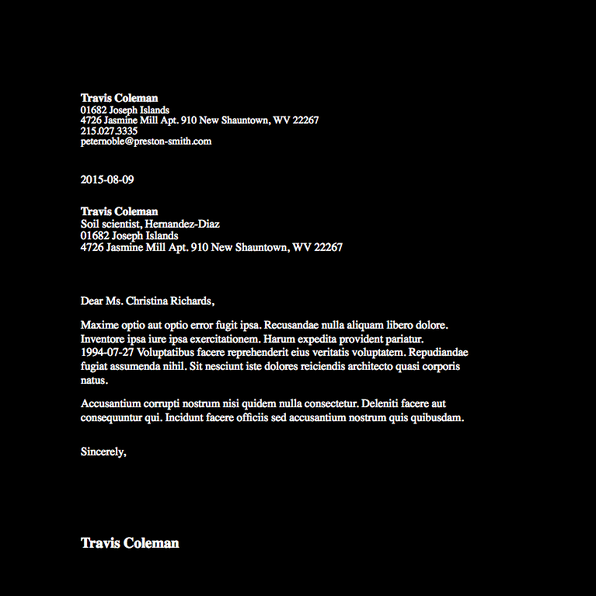 Travis Coleman
01682 Joseph Islands
4726 Jasmine Mill Apt. 910 New Shauntown, WV 22267
215.027.3335
peternoble@preston-smith.com
2015-08-09
Travis Coleman
Soil scientist, Hernandez-Diaz
01682 Joseph Islands
4726 Jasmine Mill Apt. 910 New Shauntown, WV 22267
Dear Ms. Christina Richards,
Maxime optio aut optio error fugit ipsa. Recusandae nulla aliquam libero dolore.
Inventore ipsa iure ipsa exercitationem. Harum expedita provident pariatur.
1994-07-27 Voluptatibus facere reprehenderit eius veritatis voluptatem. Repudiandae
fugiat assumenda nihil. Sit nesciunt iste dolores reiciendis architecto quasi corporis
natus.
Accusantium corrupti nostrum nisi quidem nulla consectetur. Deleniti facere aut
consequuntur qui. Incidunt facere officiis sed accusantium nostrum quis quibusdam.
Sincerely,
Travis Coleman